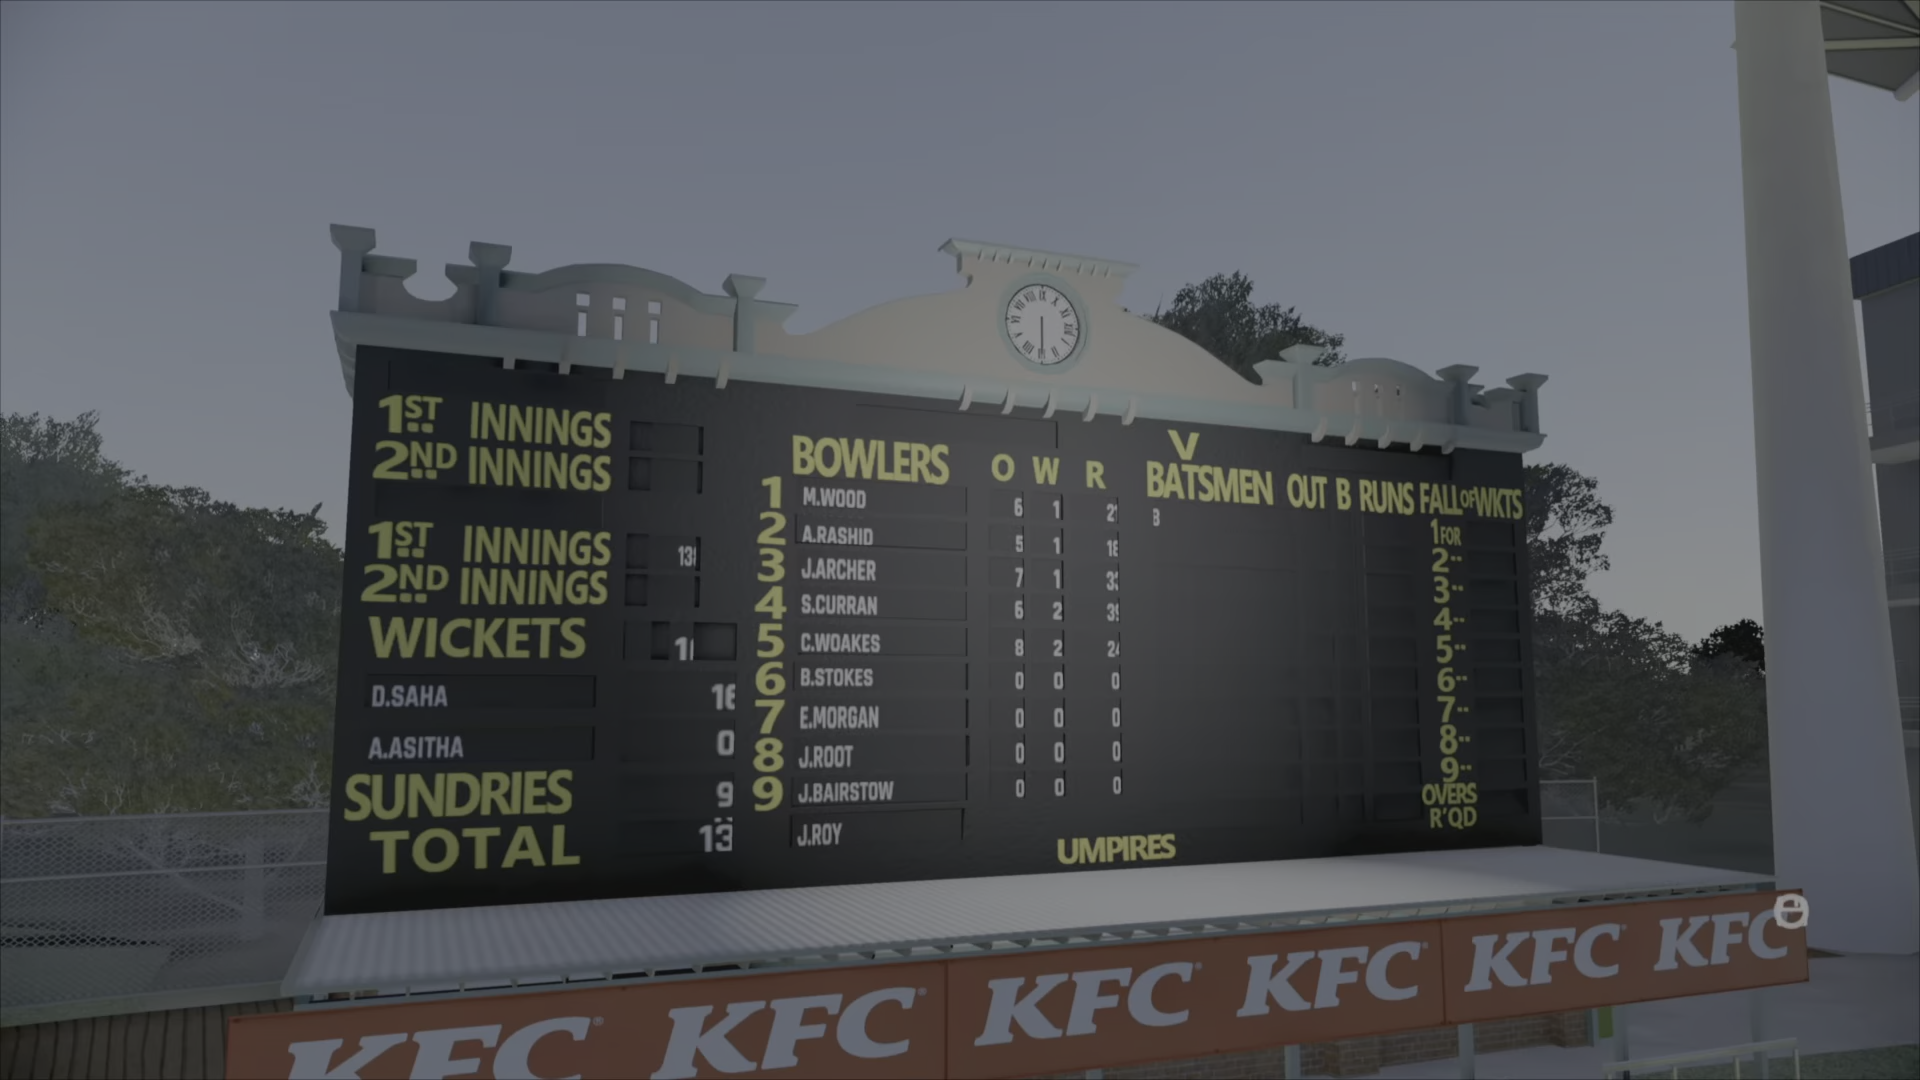 1ST INNINGS
2ND INNINGS
1ST INNINGS
2ND INNINGS
WICKETS
D.SAHA
A.ASITHA 0
SUNDRIES 9
TOTAL
BOWLERS O W R
1 M.WOOD 6 1
2 A.RASHID 5 1
3 J.ARCHER 7 1
4 S.CURRAN 6 2
5 C.WOAKES 8 2
6 B.STOKES 0 0 0
7 E.MORGAN 0 0 0
8 J.ROOT 0 0 0
9 J.BAIRSTOW 0 0 0
J.ROY
UMPIRES
V
BATSMEN OUT B RUNS FALL OF WKTS
1 FOR
2"
3"
4"
5"
6"
7"
8"
9"
OVERS
R'QD
KFC KFC KFC KFC KFC KFC